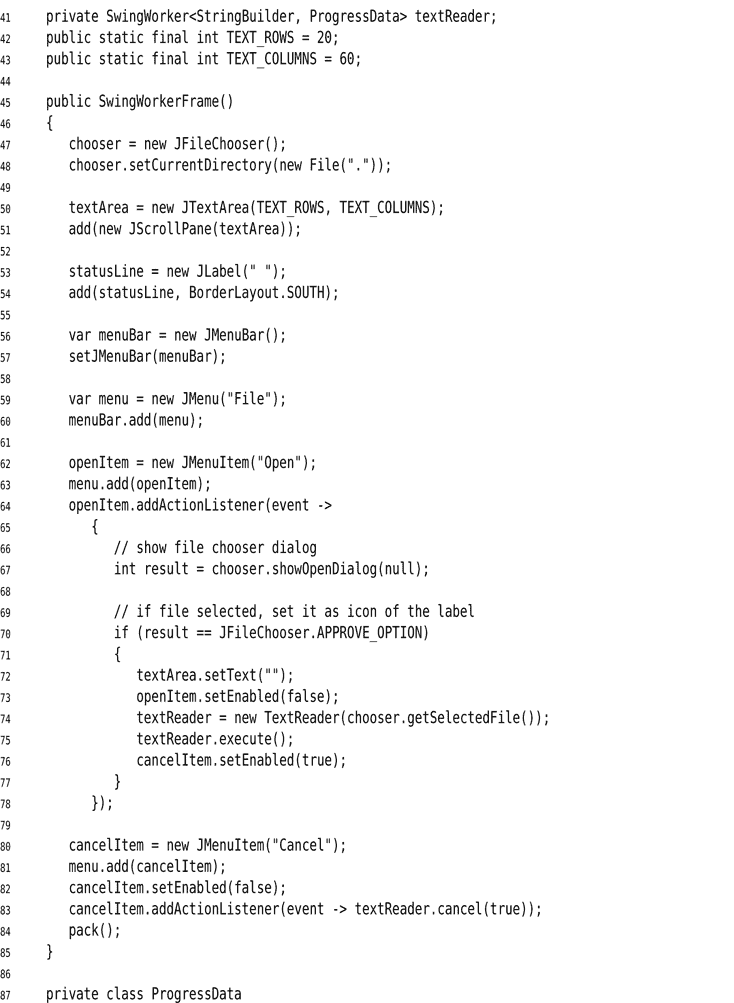 41 private SwingWorker<StringBuilder, ProgressData> textReader;
42 public static final int TEXT_ROWS = 20;
43 public static final int TEXT_COLUMNS = 60;
44
45 public SwingWorkerFrame()
46 {
47 chooser = new JFileChooser();
48 chooser.setCurrentDirectory(new File("."));
49
50 textArea = new JTextArea(TEXT_ROWS, TEXT_COLUMNS);
51 add(new JScrollPane(textArea));
52
53 statusLine = new JLabel(" ");
54 add(statusLine, BorderLayout.SOUTH);
55
56 var menuBar = new JMenuBar();
57 setJMenuBar(menuBar);
58
59 var menu = new JMenu("File");
60 menuBar.add(menu);
61
62 openItem = new JMenuItem("Open");
63 menu.add(openItem);
64 openItem.addActionListener(event ->
65 {
66 // show file chooser dialog
67 int result = chooser.showOpenDialog(null);
68
69 // if file selected, set it as icon of the label
70 if (result == JFileChooser.APPROVE_OPTION)
71 {
72 textArea.setText("");
73 openItem.setEnabled(false);
74 textReader = new TextReader(chooser.getSelectedFile());
75 textReader.execute();
76 cancelItem.setEnabled(true);
77 }
78 });
79
80 cancelItem = new JMenuItem("Cancel");
81 menu.add(cancelItem);
82 cancelItem.setEnabled(false);
83 cancelItem.addActionListener(event -> textReader.cancel(true));
84 pack();
85 }
86
87 private class ProgressData